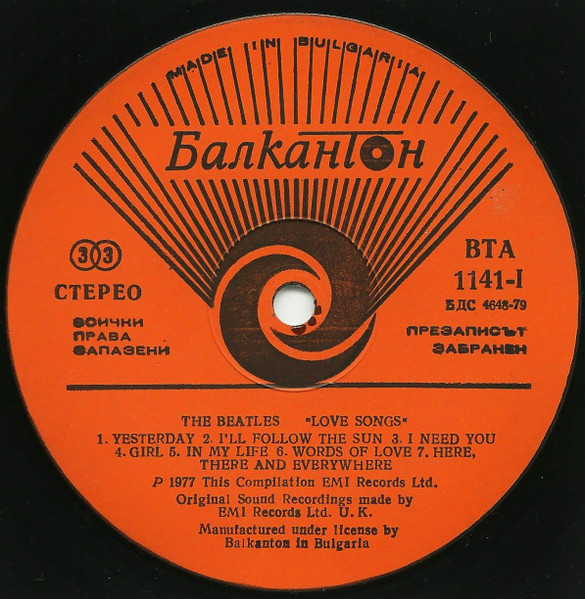 MADE IN BULGARIA
Балкантон
33
СТЕРЕО
ВСИЧКИ
ПРАВА
ЗАПАЗЕНИ
ВТА
1141-I
БДС 4648-79
ПРЕЗАПИСЪТ
ЗАБРАНЕН
THE BEATLES "LOVE SONGS"
1. YESTERDAY 2. I'LL FOLLOW THE SUN 3. I NEED YOU
4. GIRL 5. IN MY LIFE 6. WORDS OF LOVE 7. HERE,
THERE AND EVERYWHERE
P 1977 This Compilation EMI Records Ltd.
Original Sound Recordings made by
EMI Records Ltd. U. K.
Manufactured under license by
Balkanton in Bulgaria